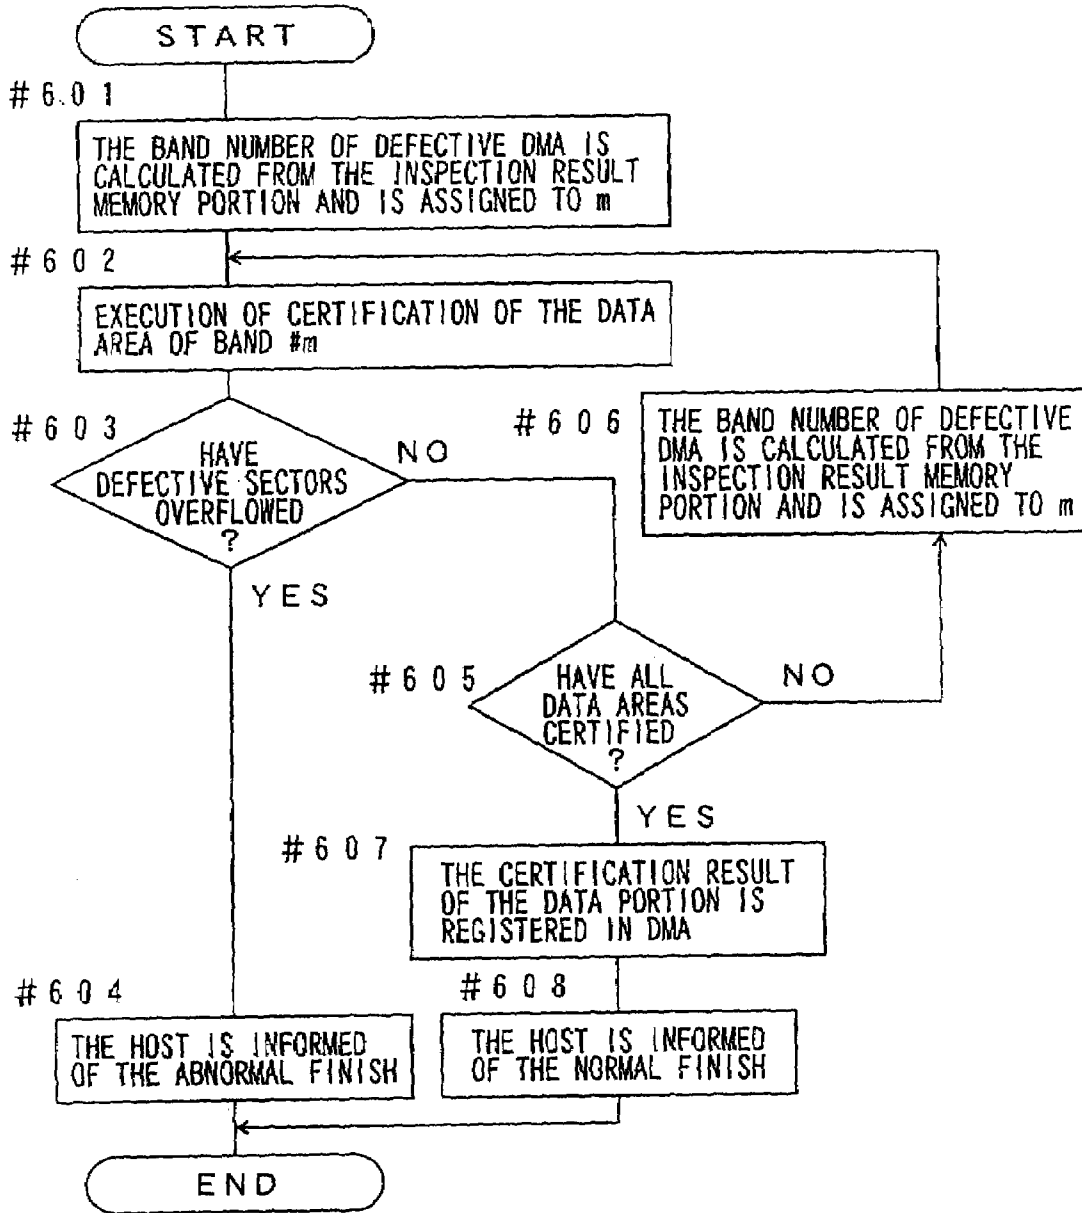 START
#6.01
THE BAND NUMBER OF DEFECTIVE DMA IS
CALCULATED FROM THE INSPECTION RESULT
MEMORY PORTION AND IS ASSIGNED TO m
#602
EXECUTION OF CERTIFICATION OF THE DATA
AREA OF BAND #m
#603
HAVE
DEFECTIVE SECTORS
OVERFLOWED
?
NO
YES
#606
THE BAND NUMBER OF DEFECTIVE
DMA IS CALCULATED FROM THE
INSPECTION RESULT MEMORY
PORTION AND IS ASSIGNED TO m
#605
HAVE ALL
DATA AREAS
CERTIFIED
?
NO
YES
#607
THE CERTIFICATION RESULT
OF THE DATA PORTION IS
REGISTERED IN DMA
#604
THE HOST IS INFORMED
OF THE ABNORMAL FINISH
#608
THE HOST IS INFORMED
OF THE NORMAL FINISH
END